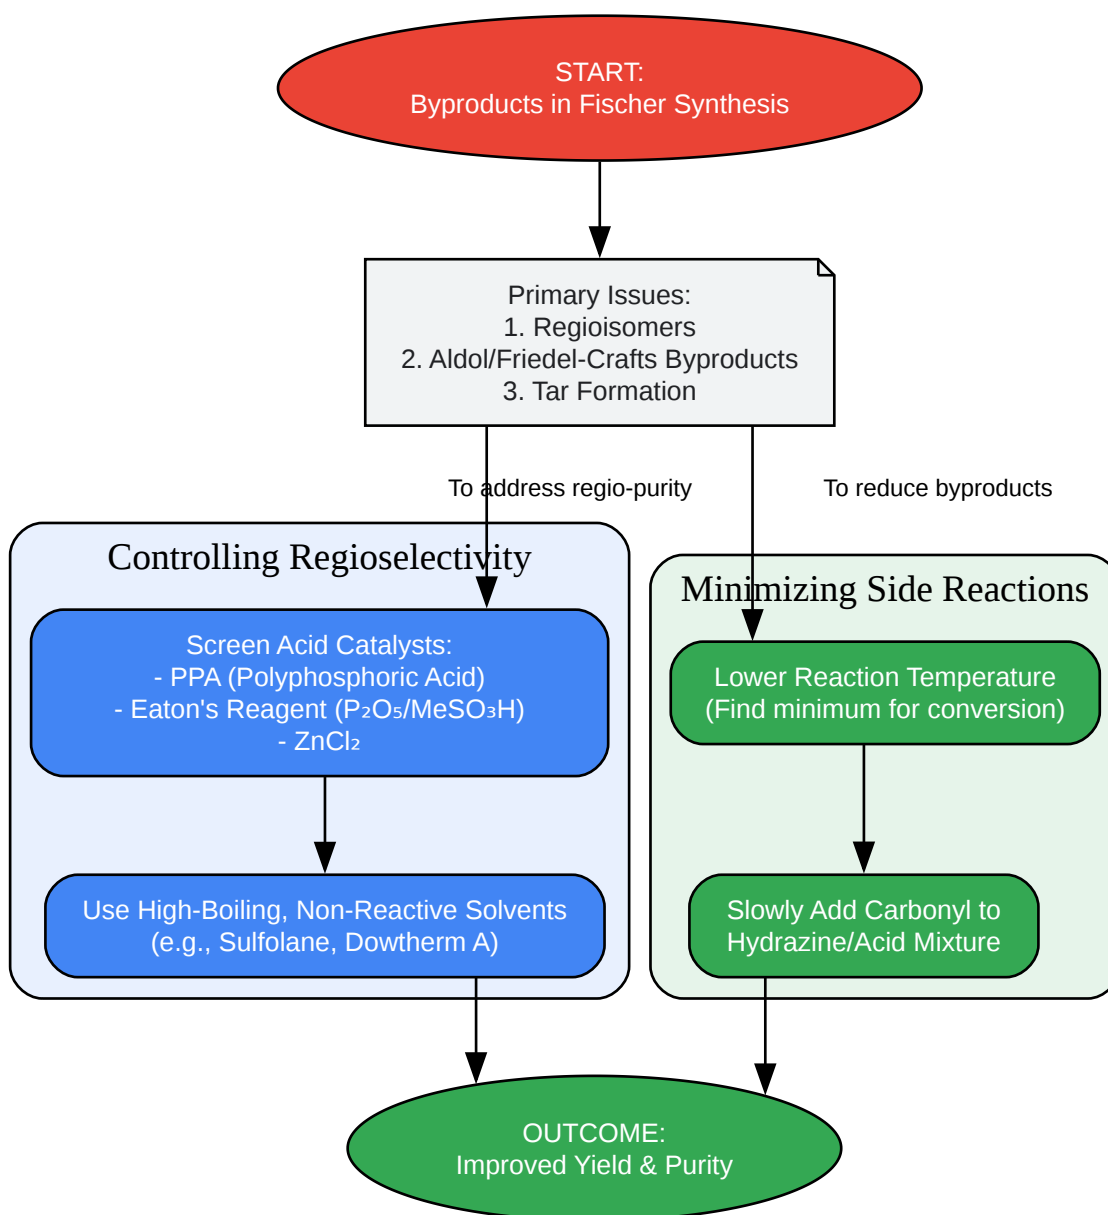 START:
Byproducts in Fischer Synthesis
Primary Issues:
1. Regioisomers
2. Aldol/Friedel-Crafts Byproducts
3. Tar Formation
To address regio-purity
To reduce byproducts
Controlling Regioselectivity
Screen Acid Catalysts:
- PPA (Polyphosphoric Acid)
- Eaton's Reagent (P₂O₅/MeSO₃H)
- ZnCl₂
Use High-Boiling, Non-Reactive Solvents
(e.g., Sulfolane, Dowtherm A)
Minimizing Side Reactions
Lower Reaction Temperature
(Find minimum for conversion)
Slowly Add Carbonyl to
Hydrazine/Acid Mixture
OUTCOME:
Improved Yield & Purity